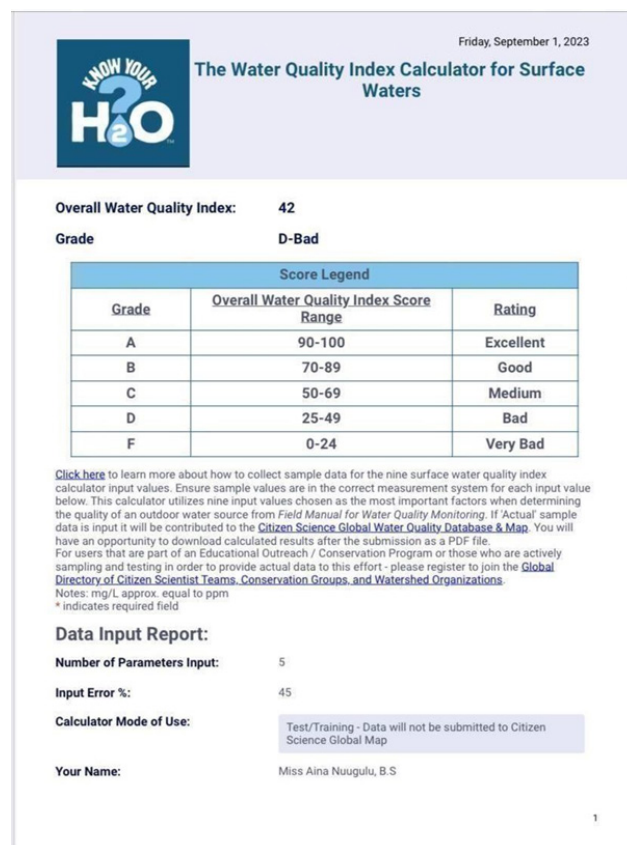 Friday, September 1, 2023
KNOW YOUR
H2O
?
TM
The Water Quality Index Calculator for Surface
Waters
Overall Water Quality Index: 42
Grade D-Bad
Score Legend
Grade Overall Water Quality Index Score Range Rating
A 90-100 Excellent
B 70-89 Good
C 50-69 Medium
D 25-49 Bad
F 0-24 Very Bad
Click here to learn more about how to collect sample data for the nine surface water quality index
calculator input values. Ensure sample values are in the correct measurement system for each input value
below. This calculator utilizes nine input values chosen as the most important factors when determining
the quality of an outdoor water source from Field Manual for Water Quality Monitoring. If 'Actual' sample
data is input it will be contributed to the Citizen Science Global Water Quality Database & Map. You will
have an opportunity to download calculated results after the submission as a PDF file.
For users that are part of an Educational Outreach / Conservation Program or those who are actively
sampling and testing in order to provide actual data to this effort - please register to join the Global
Directory of Citizen Scientist Teams, Conservation Groups, and Watershed Organizations.
Notes: mg/L approx. equal to ppm
* indicates required field
Data Input Report:
Number of Parameters Input: 5
Input Error %: 45
Calculator Mode of Use: Test/Training - Data will not be submitted to Citizen
Science Global Map
Your Name: Miss Aina Nuugulu, B.S
1